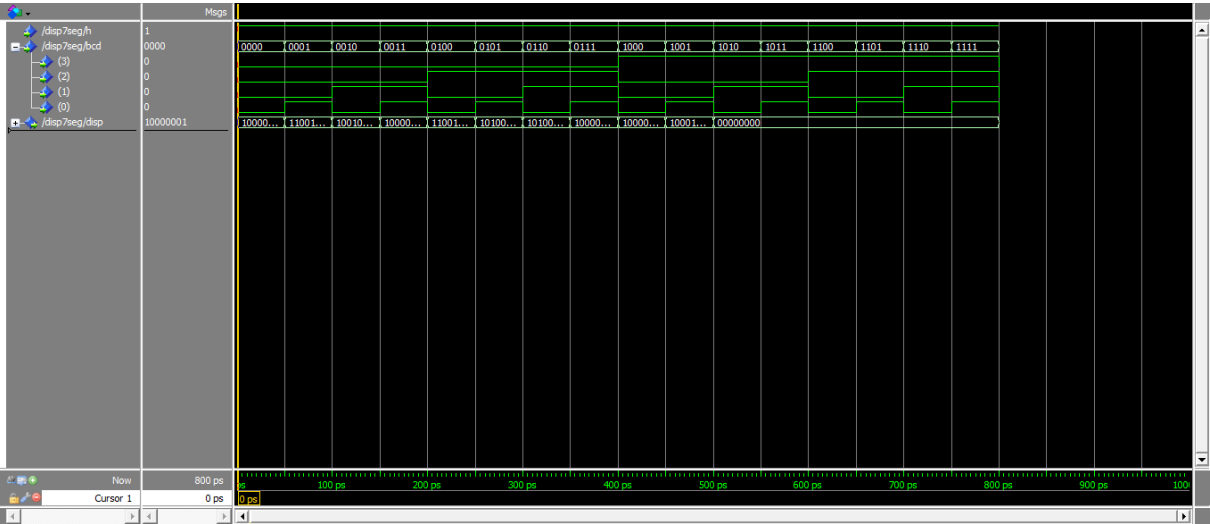 Msgs
/disp7seg/h 1
/disp7seg/bcd 0000 0000 0001 0010 0011 0100 0101 0110 0111 1000 1001 1010 1011 1100 1101 1110 1111
(3) 0
(2) 0
(1) 0
(0) 0
/disp7seg/disp 10000001 10000... 11001... 10010... 10000... 11001... 10100... 10100... 10000... 10000... 10001... 00000000
Now 800 ps ps 100 ps 200 ps 300 ps 400 ps 500 ps 600 ps 700 ps 800 ps 900 ps 100
Cursor 1 0 ps 0 ps